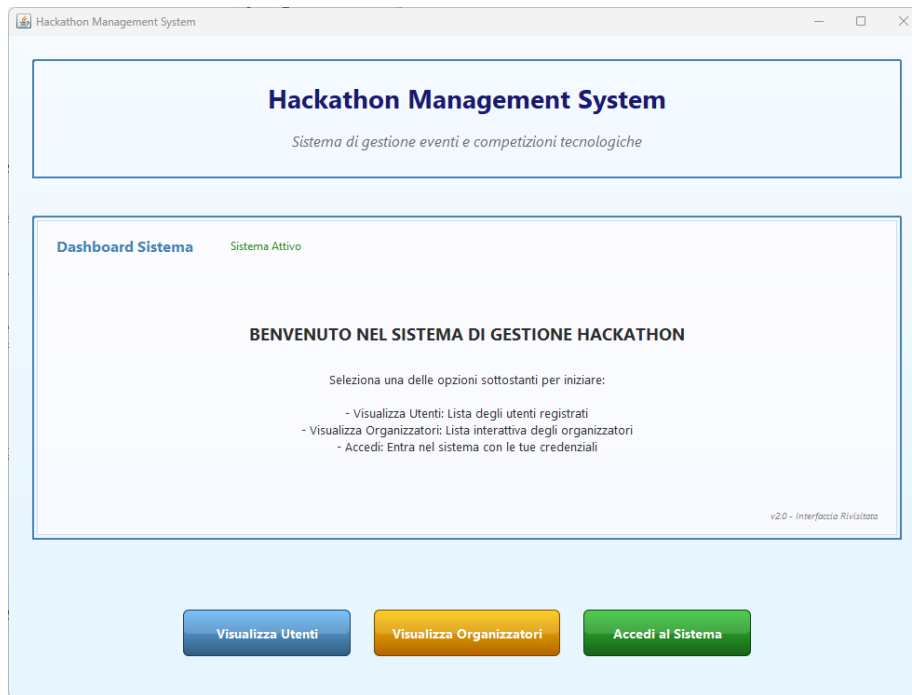 Hackathon Management System
Hackathon Management System
Sistema di gestione eventi e competizioni tecnologiche
Dashboard Sistema
Sistema Attivo
BENVENUTO NEL SISTEMA DI GESTIONE HACKATHON
Seleziona una delle opzioni sottostanti per iniziare:
- Visualizza Utenti: Lista degli utenti registrati
- Visualizza Organizzatori: Lista interattiva degli organizzatori
- Accedi: Entra nel sistema con le tue credenziali
v2.0 - Interfaccia Rivisitata
Visualizza Utenti
Visualizza Organizzatori
Accedi al Sistema